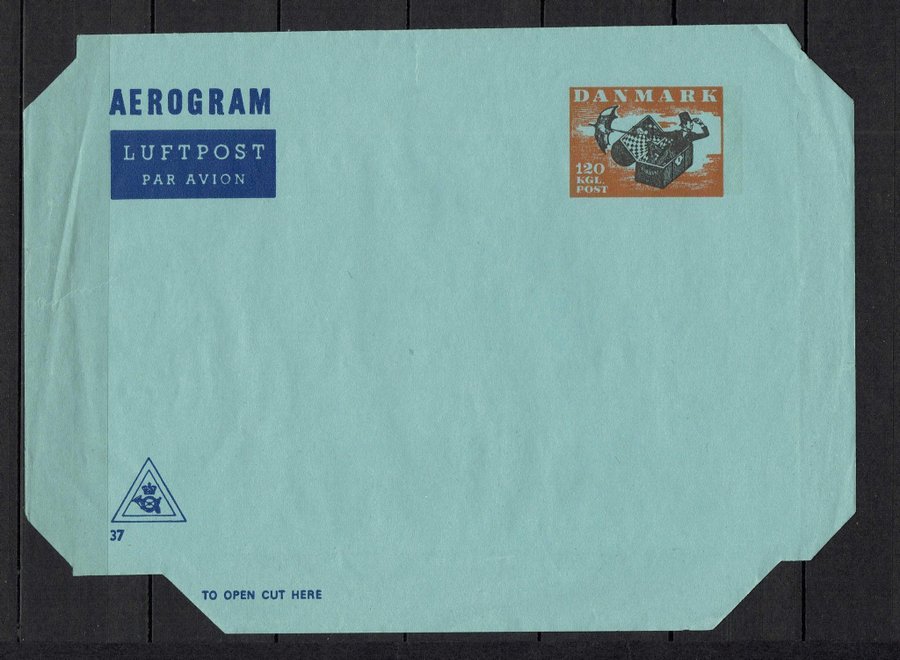 AEROGRAM
LUFTPOST
PAR AVION
DANMARK
120
KGL.
POST
37
TO OPEN CUT HERE